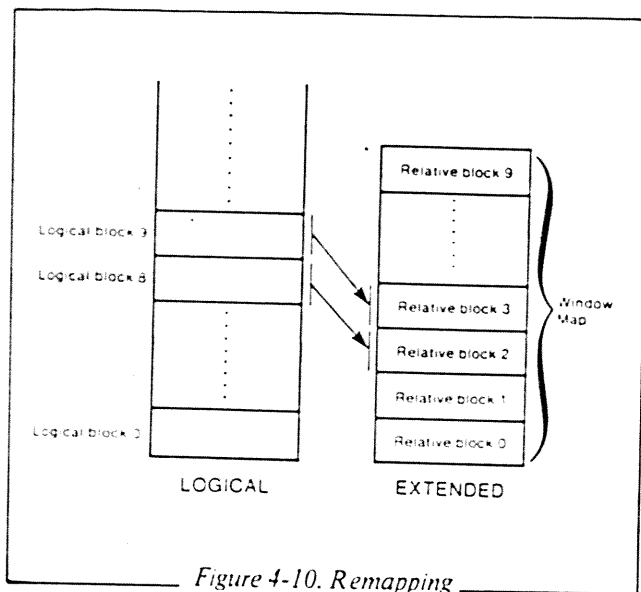 Relative block 9
Logical block 9
Logical block 8
Relative block 3
Window
Map
Relative block 2
Relative block 1
Logical block 0
Relative block 0
LOGICAL
EXTENDED
Figure 4-10. Remapping